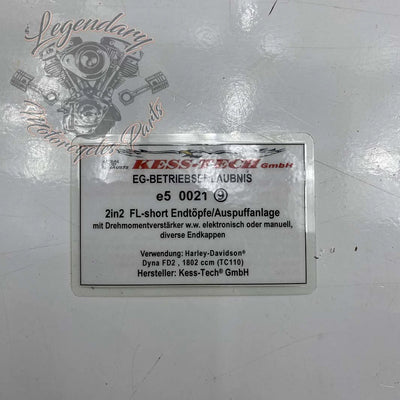 Legendary
Motorcycles Parts
KESS-TECH GmbH
EG-BETRIEBSERLAUBNIS
e5 0021 ⑨
2in2 FL-short Endtöpfe/Auspuffanlage
mit Drehmomentverstärker w.w. elektronisch oder manuell,
diverse Endkappen
Verwendung: Harley-Davidson®
Dyna FD2 , 1802 ccm (TC110)
Hersteller: Kess-Tech® GmbH